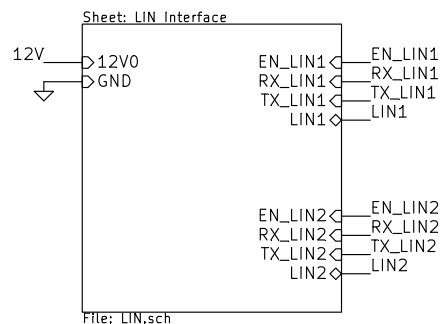 Sheet: LIN Interface
12V
12V0
GND
EN_LIN1
EN_LIN1
RX_LIN1
RX_LIN1
TX_LIN1
TX_LIN1
LIN1
LIN1
EN_LIN2
EN_LIN2
RX_LIN2
RX_LIN2
TX_LIN2
TX_LIN2
LIN2
LIN2
File: LIN.sch